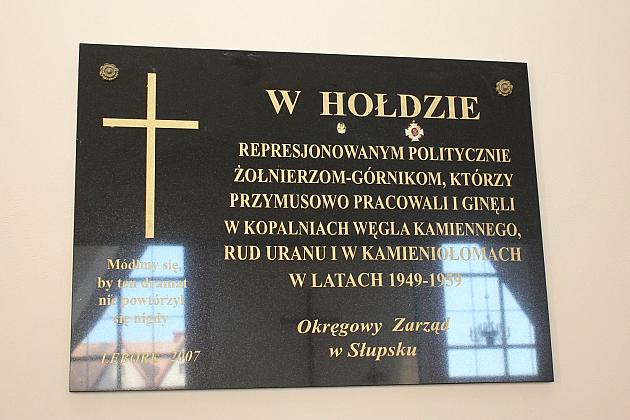 W HOŁDZIE
REPRESJONOWANYM POLITYCZNIE
ŻOŁNIERZOM-GÓRNIKOM, KTÓRZY
PRZYMUSOWO PRACOWALI I GINĘLI
W KOPALNIACH WĘGLA KAMIENNEGO,
RUD URANU I W KAMIENIOŁOMACH
W LATACH 1949-1959
Okręgowy Zarząd
w Słupsku
Módlmy się,
by ten dramat
nie powtórzył
się nigdy
LĘBORK 2007